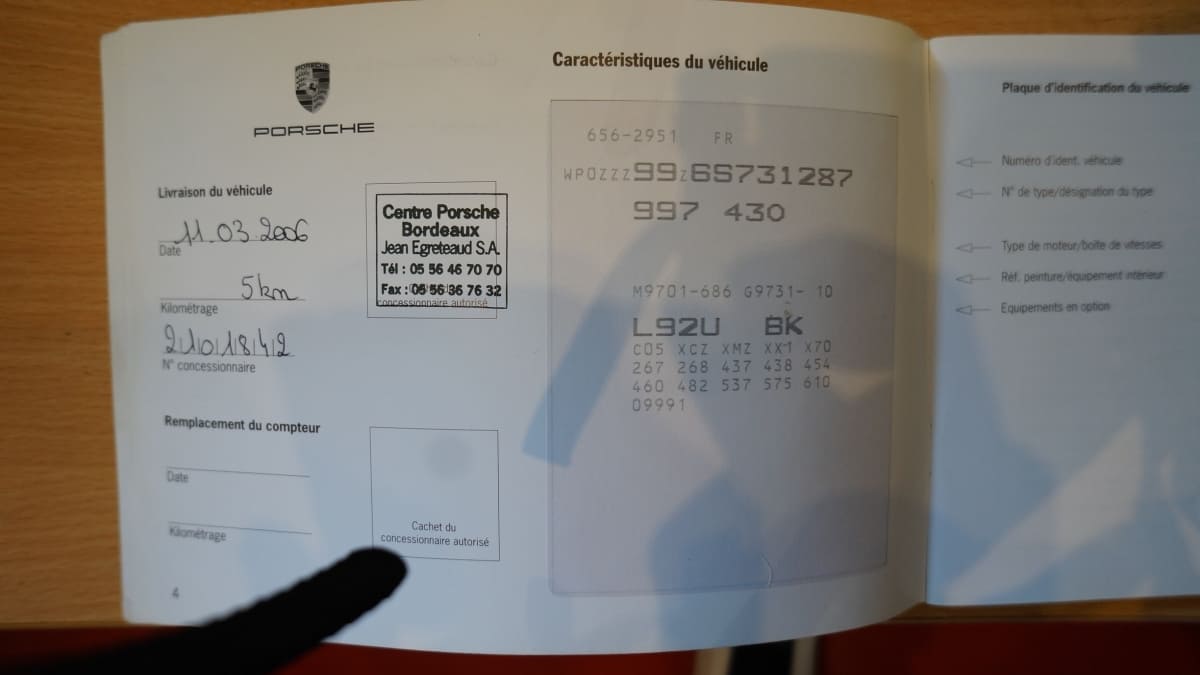 PORSCHE
Livraison du véhicule
11.03.2006
Date
5km
Kilométrage
2101842
N° concessionnaire
Centre Porsche
Bordeaux
Jean Egreteaud S.A.
Tél : 05 56 46 70 70
Fax : 05 56 36 76 32
concessionnaire autorisé
Remplacement du compteur
Date
Kilométrage
Cachet du
concessionnaire autorisé
4
Caractéristiques du véhicule
656-2951 FR
WP0ZZZ99Z6S731287
997 430
M9701-686 G9731- 10
L92U BK
C05 XCZ XMZ XX1 X70
267 268 437 438 454
460 482 537 575 610
09991
Plaque d'identification du véhicule
Numéro d'ident. véhicule
N° de type/désignation du type
Type de moteur/boîte de vitesses
Réf. peinture/équipement intérieur
Equipements en option